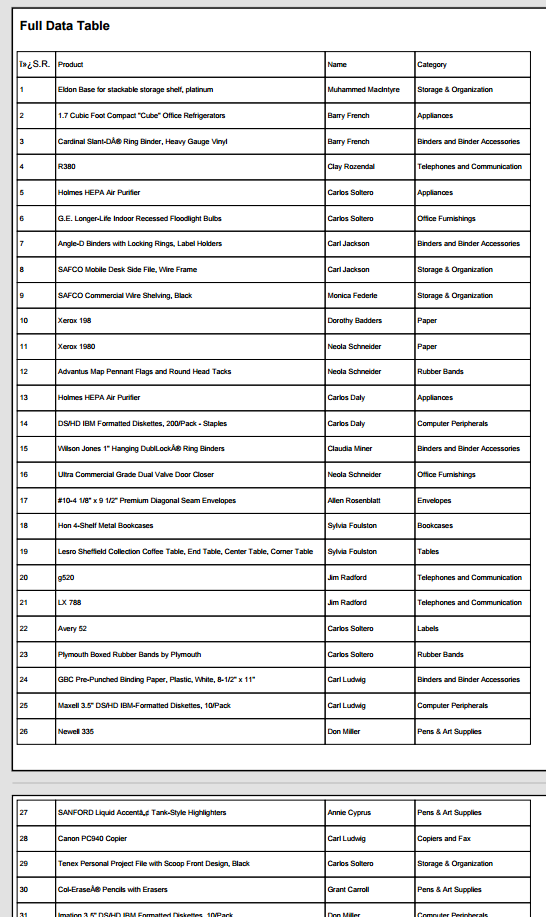 Full Data Table
ï»¿S.R. Product Name Category
1 Eldon Base for stackable storage shelf, platinum Muhammed MacIntyre Storage & Organization
2 1.7 Cubic Foot Compact "Cube" Office Refrigerators Barry French Appliances
3 Cardinal Slant-DÂ® Ring Binder, Heavy Gauge Vinyl Barry French Binders and Binder Accessories
4 R380 Clay Rozendal Telephones and Communication
5 Holmes HEPA Air Purifier Carlos Soltero Appliances
6 G.E. Longer-Life Indoor Recessed Floodlight Bulbs Carlos Soltero Office Furnishings
7 Angle-D Binders with Locking Rings, Label Holders Carl Jackson Binders and Binder Accessories
8 SAFCO Mobile Desk Side File, Wire Frame Carl Jackson Storage & Organization
9 SAFCO Commercial Wire Shelving, Black Monica Federle Storage & Organization
10 Xerox 198 Dorothy Badders Paper
11 Xerox 1980 Neola Schneider Paper
12 Advantus Map Pennant Flags and Round Head Tacks Neola Schneider Rubber Bands
13 Holmes HEPA Air Purifier Carlos Daly Appliances
14 DS/HD IBM Formatted Diskettes, 200/Pack - Staples Carlos Daly Computer Peripherals
15 Wilson Jones 1" Hanging DublLockÂ® Ring Binders Claudia Miner Binders and Binder Accessories
16 Ultra Commercial Grade Dual Valve Door Closer Neola Schneider Office Furnishings
17 #10-4 1/8" x 9 1/2" Premium Diagonal Seam Envelopes Allen Rosenblatt Envelopes
18 Hon 4-Shelf Metal Bookcases Sylvia Foulston Bookcases
19 Lesro Sheffield Collection Coffee Table, End Table, Center Table, Corner Table Sylvia Foulston Tables
20 g520 Jim Radford Telephones and Communication
21 LX 788 Jim Radford Telephones and Communication
22 Avery 52 Carlos Soltero Labels
23 Plymouth Boxed Rubber Bands by Plymouth Carlos Soltero Rubber Bands
24 GBC Pre-Punched Binding Paper, Plastic, White, 8-1/2" x 11" Carl Ludwig Binders and Binder Accessories
25 Maxell 3.5" DS/HD IBM-Formatted Diskettes, 10/Pack Carl Ludwig Computer Peripherals
26 Newell 335 Don Miller Pens & Art Supplies
27 SANFORD Liquid Accentâ„¢ Tank-Style Highlighters Annie Cyprus Pens & Art Supplies
28 Canon PC940 Copier Carl Ludwig Copiers and Fax
29 Tenex Personal Project File with Scoop Front Design, Black Carlos Soltero Storage & Organization
30 Col-EraseÂ® Pencils with Erasers Grant Carroll Pens & Art Supplies
31 Imation 3.5" DS/HD IBM Formatted Diskettes, 10/Pack Don Miller Computer Peripherals